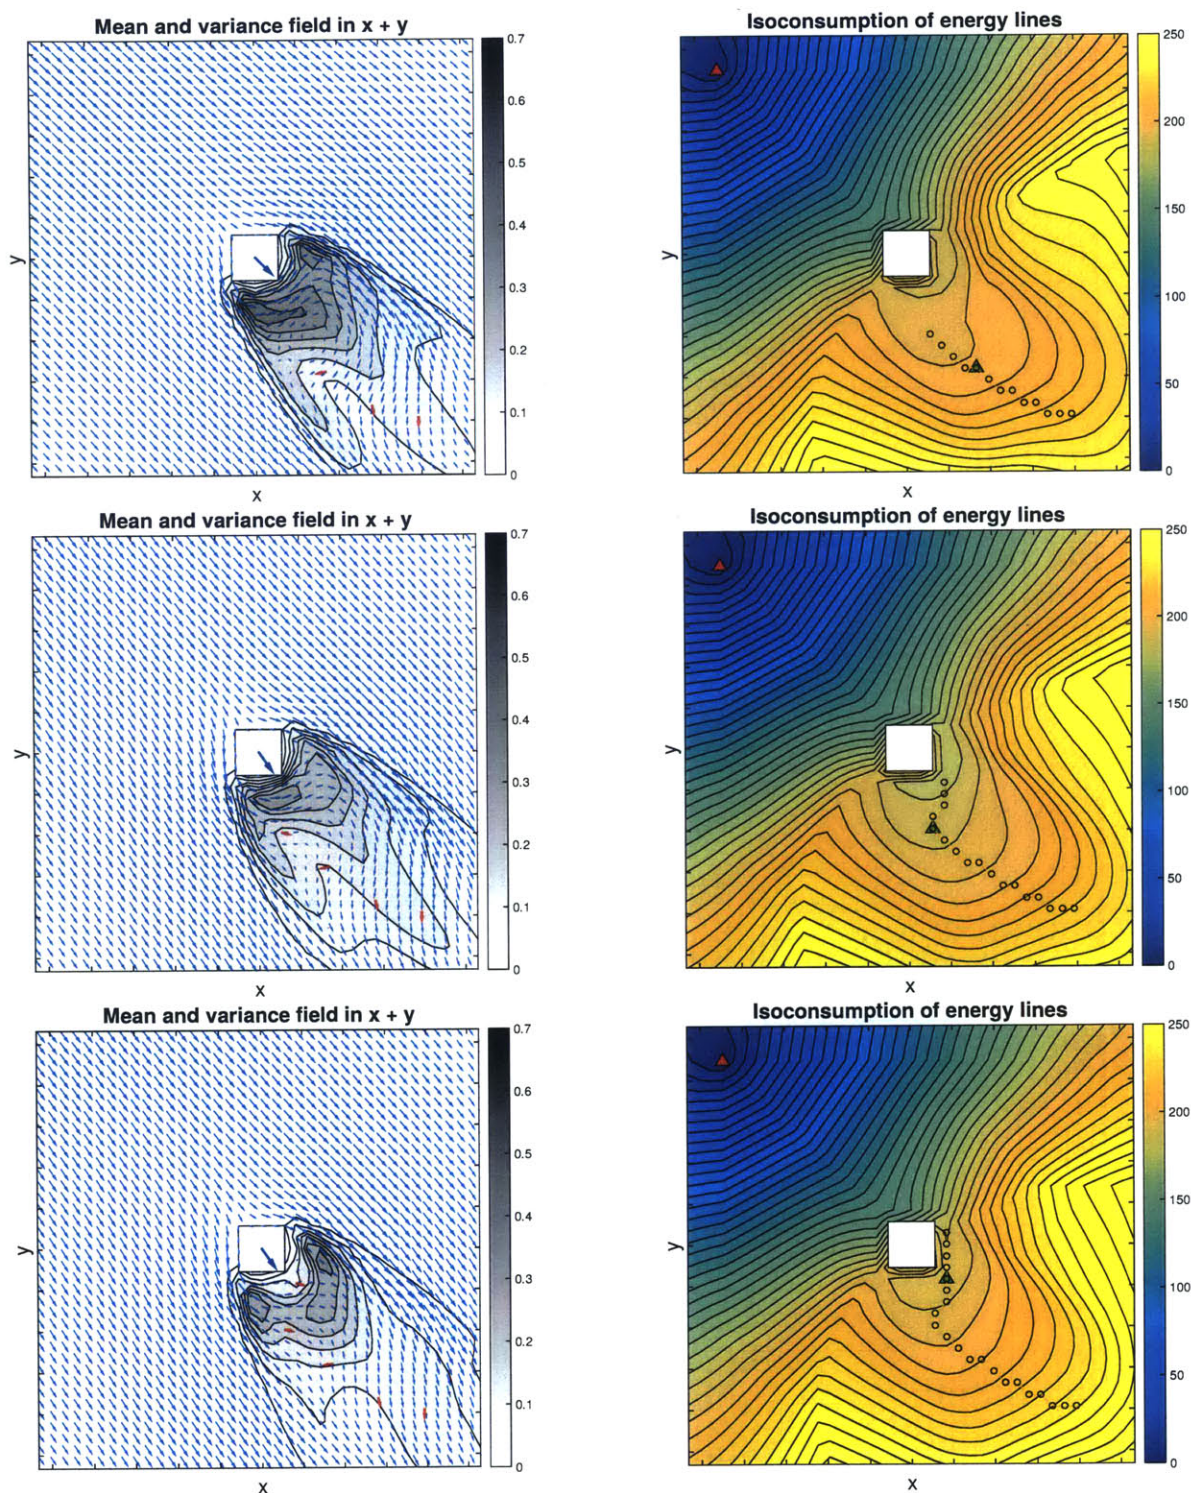 Mean and variance field in x + y
0.7
0.6
0.5
0.4
0.3
0.2
0.1
0
y
x
Isoconsumption of energy lines
250
200
150
100
50
0
y
x
Mean and variance field in x + y
0.7
0.6
0.5
0.4
0.3
0.2
0.1
0
y
x
Isoconsumption of energy lines
250
200
150
100
50
0
y
x
Mean and variance field in x + y
0.7
0.6
0.5
0.4
0.3
0.2
0.1
0
y
x
Isoconsumption of energy lines
250
200
150
100
50
0
y
x